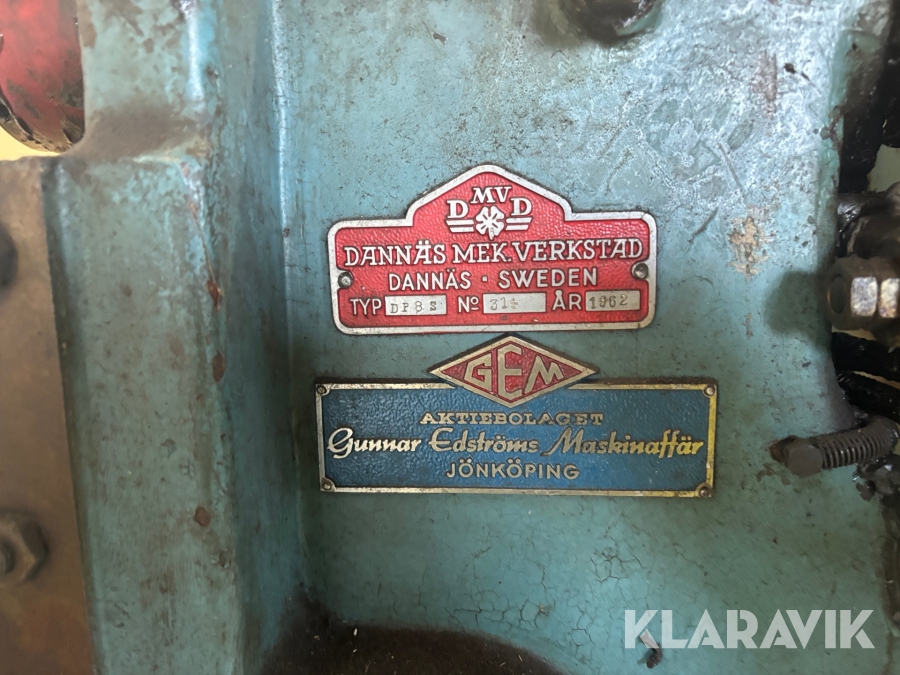 DMVD
DANNÄS MEK. VERKSTAD
DANNÄS · SWEDEN
TYP DP8S Nº 314 ÅR 1962
GEM
AKTIEBOLAGET
Gunnar Edströms Maskinaffär
JÖNKÖPING
KLARAVIK